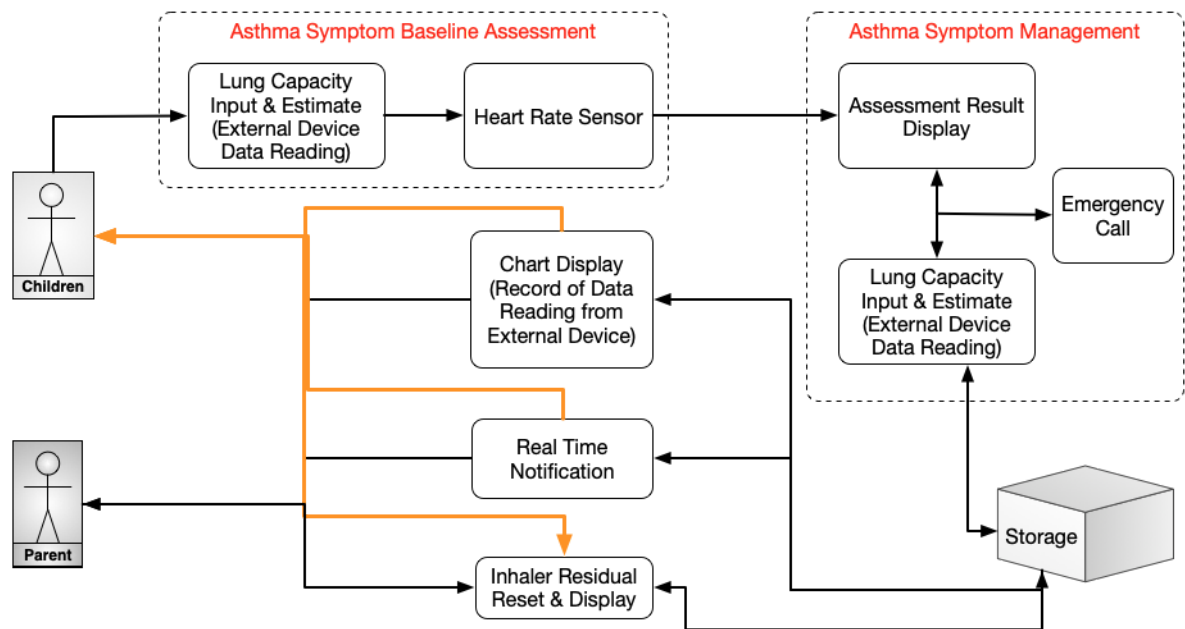 Asthma Symptom Baseline Assessment
Lung Capacity
Input & Estimate
(External Device
Data Reading)
Heart Rate Sensor
Asthma Symptom Management
Assessment Result
Display
Emergency
Call
Lung Capacity
Input & Estimate
(External Device
Data Reading)
Children
Chart Display
(Record of Data
Reading from
External Device)
Real Time
Notification
Parent
Inhaler Residual
Reset & Display
Storage